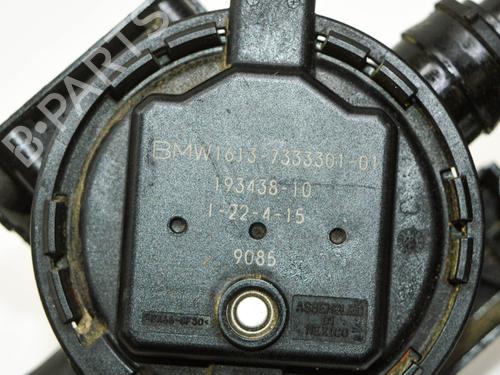 B-PARTS
BMW1613-7333301-01
193438-10
1-22-4-15
9085
ASSEMBLED
IN
MEXICO